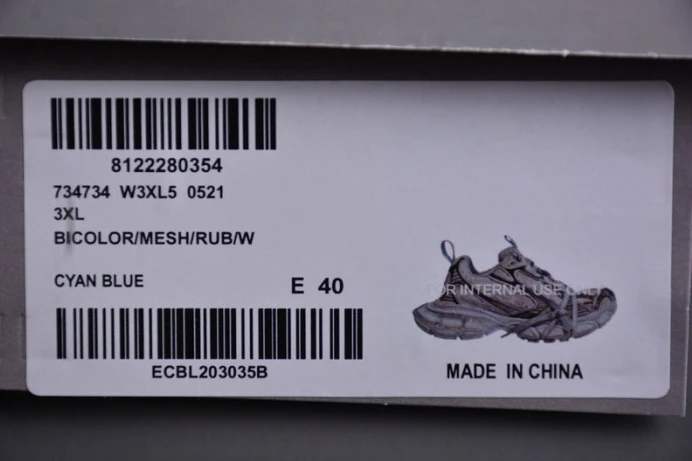 8122280354
734734 W3XL5 0521
3XL
BICOLOR/MESH/RUB/W
CYAN BLUE E 40
FOR INTERNAL USE ONLY
ECBL203035B
MADE IN CHINA